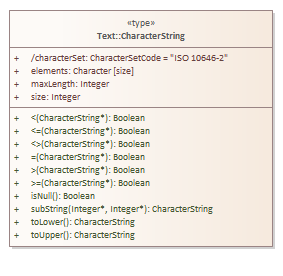 «type»
Text::CharacterString
+ /characterSet: CharacterSetCode = "ISO 10646-2"
+ elements: Character [size]
+ maxLength: Integer
+ size: Integer
+ <(CharacterString*): Boolean
+ <=(CharacterString*): Boolean
+ <>(CharacterString*): Boolean
+ =(CharacterString*): Boolean
+ >(CharacterString*): Boolean
+ >=(CharacterString*): Boolean
+ isNull(): Boolean
+ subString(Integer*, Integer*): CharacterString
+ toLower(): CharacterString
+ toUpper(): CharacterString